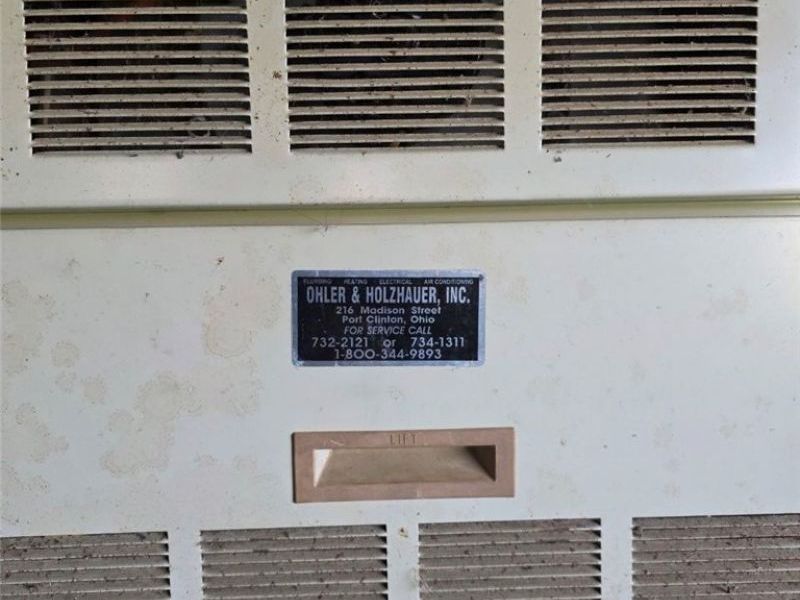 PLUMBING HEATING ELECTRICAL AIR CONDITIONING
OHLER & HOLZHAUER, INC.
216 Madison Street
Port Clinton, Ohio
FOR SERVICE CALL
732-2121 or 734-1311
1-800-344-9893
LIFT